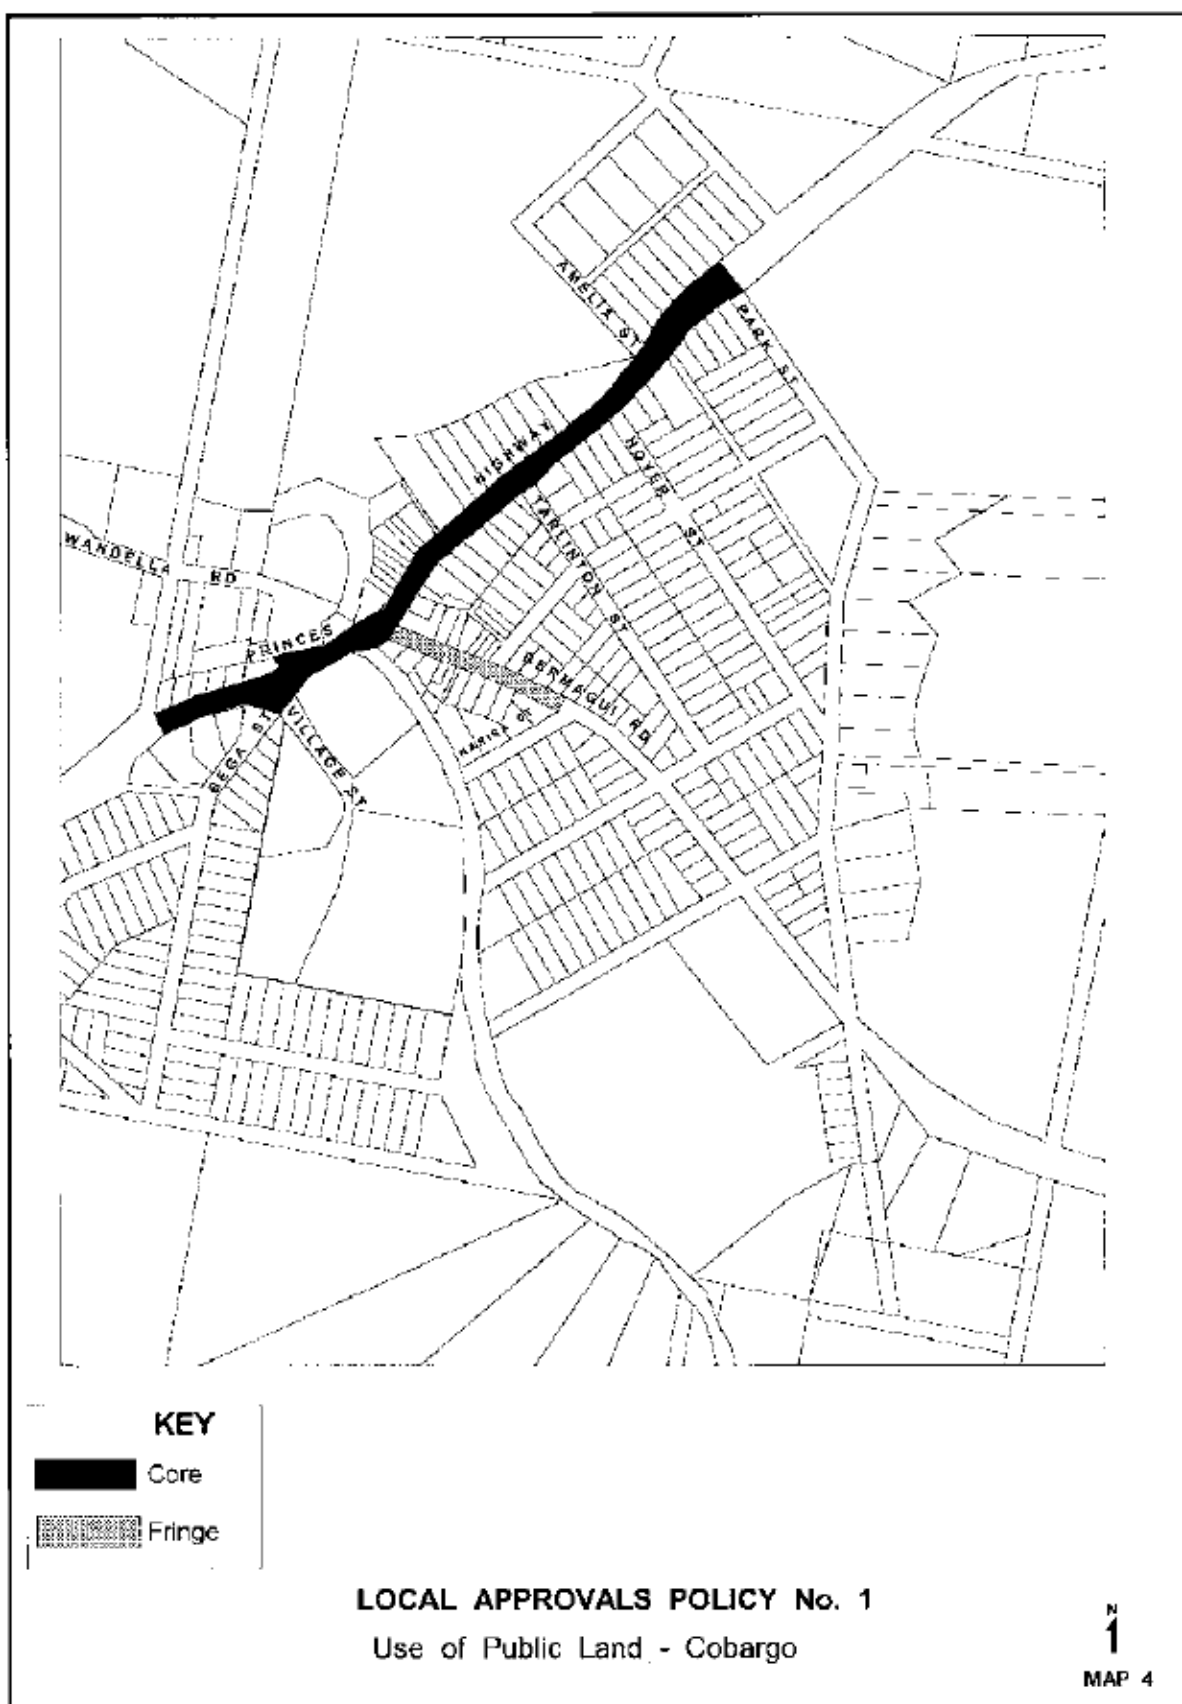 AMELIA ST
PARK ST
HIGHWAY
HOYER ST
TARLINTON ST
WANDELLA RD
PRINCES
BERMAGUI RD
BEGA ST
VILLAGE ST
KEY
Core
Fringe
LOCAL APPROVALS POLICY No. 1
Use of Public Land - Cobargo
N
MAP 4